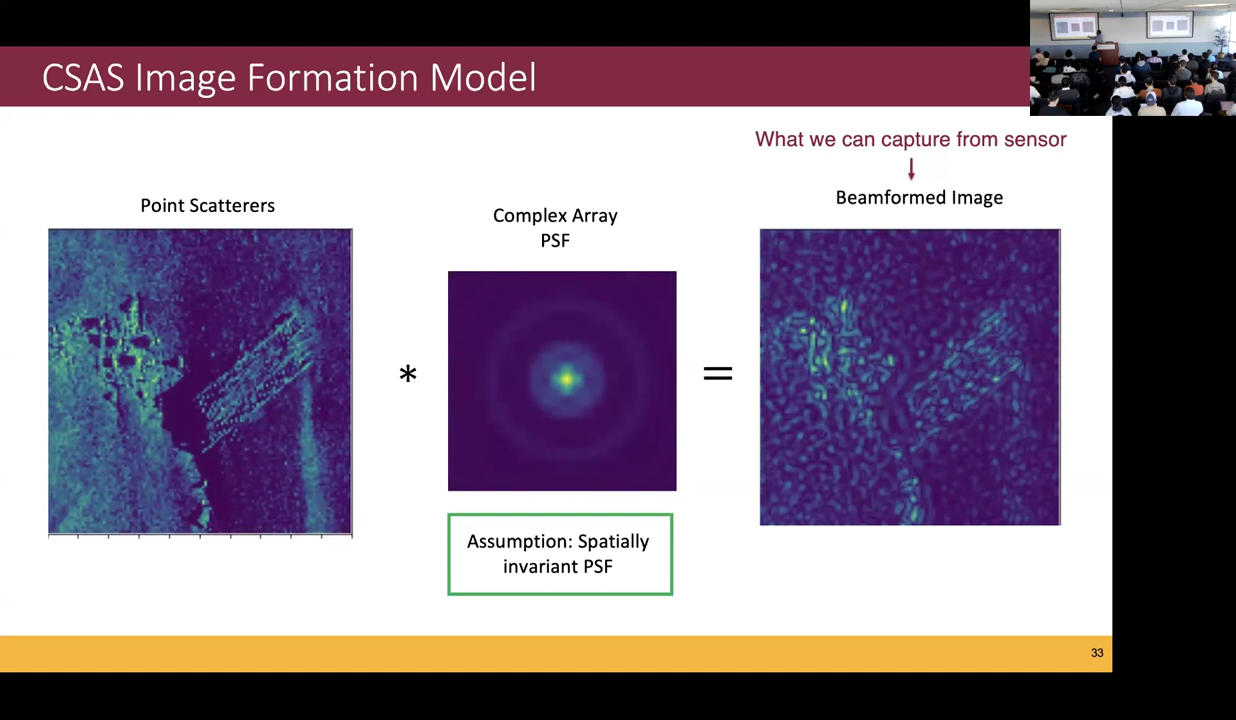 CSAS Image Formation Model
What we can capture from sensor
Point Scatterers
Complex Array
PSF
Beamformed Image
*
=
Assumption: Spatially
invariant PSF
33